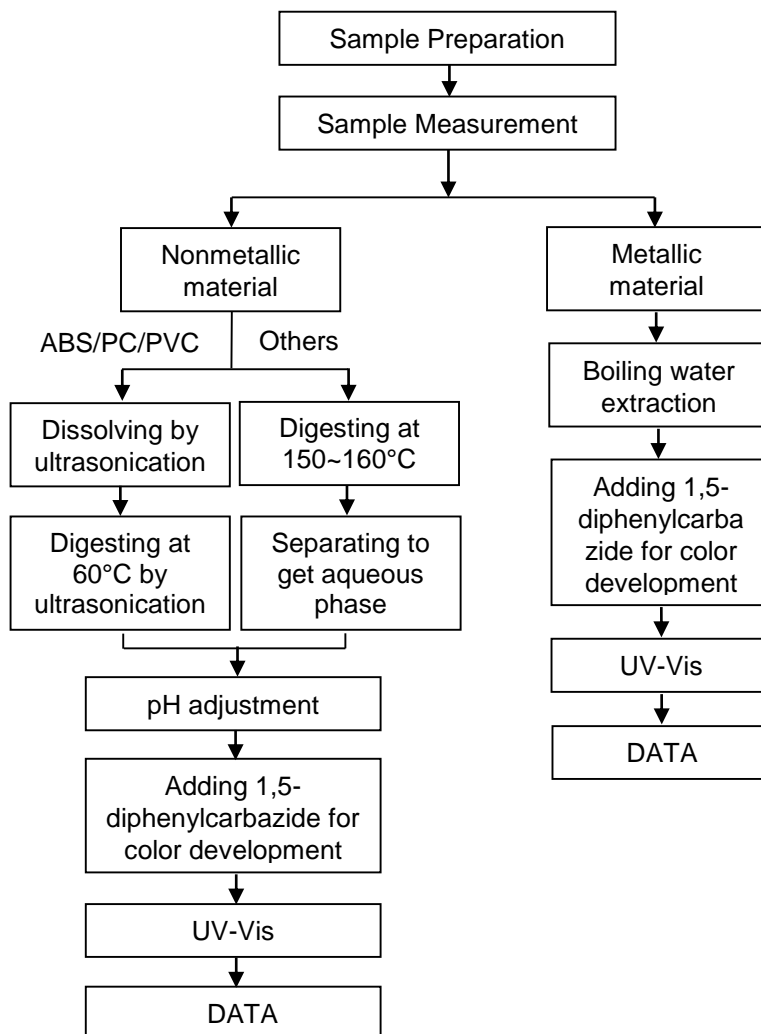 Sample Preparation
Sample Measurement
Nonmetallic
material
Metallic
material
ABS/PC/PVC
Others
Dissolving by
ultrasonication
Digesting at
150~160°C
Boiling water
extraction
Digesting at
60°C by
ultrasonication
Separating to
get aqueous
phase
Adding 1,5-
diphenylcarba
zide for color
development
pH adjustment
UV-Vis
Adding 1,5-
diphenylcarbazide for
color development
DATA
UV-Vis
DATA